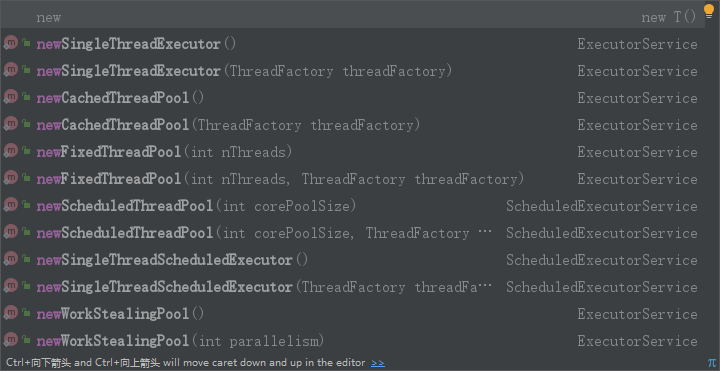 new new T()
newSingleThreadExecutor() ExecutorService
newSingleThreadExecutor(ThreadFactory threadFactory) ExecutorService
newCachedThreadPool() ExecutorService
newCachedThreadPool(ThreadFactory threadFactory) ExecutorService
newFixedThreadPool(int nThreads) ExecutorService
newFixedThreadPool(int nThreads, ThreadFactory threadFactory) ExecutorService
newScheduledThreadPool(int corePoolSize) ScheduledExecutorService
newScheduledThreadPool(int corePoolSize, ThreadFactory … ScheduledExecutorService
newSingleThreadScheduledExecutor() ScheduledExecutorService
newSingleThreadScheduledExecutor(ThreadFactory threadFa… ScheduledExecutorService
newWorkStealingPool() ExecutorService
newWorkStealingPool(int parallelism) ExecutorService
Ctrl+向下箭头 and Ctrl+向上箭头 will move caret down and up in the editor >> π